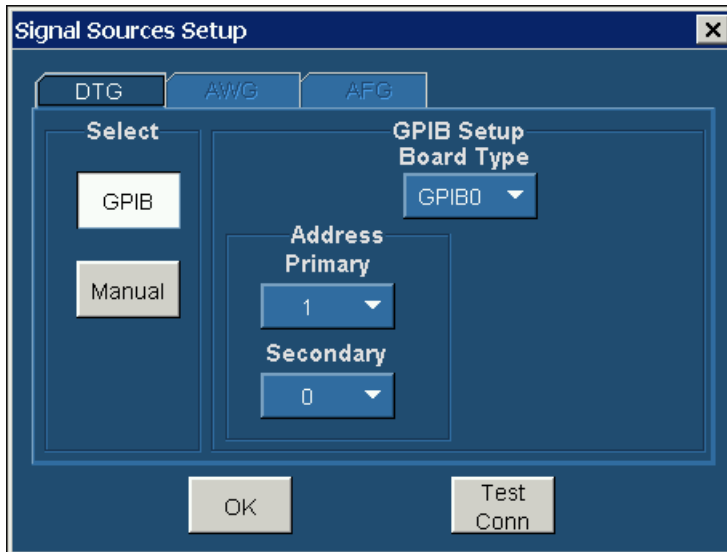 Signal Sources Setup
DTG
AWG
AFG
Select
GPIB
Manual
GPIB Setup
Board Type
GPIB0
Address
Primary
1
Secondary
0
OK
Test
Conn